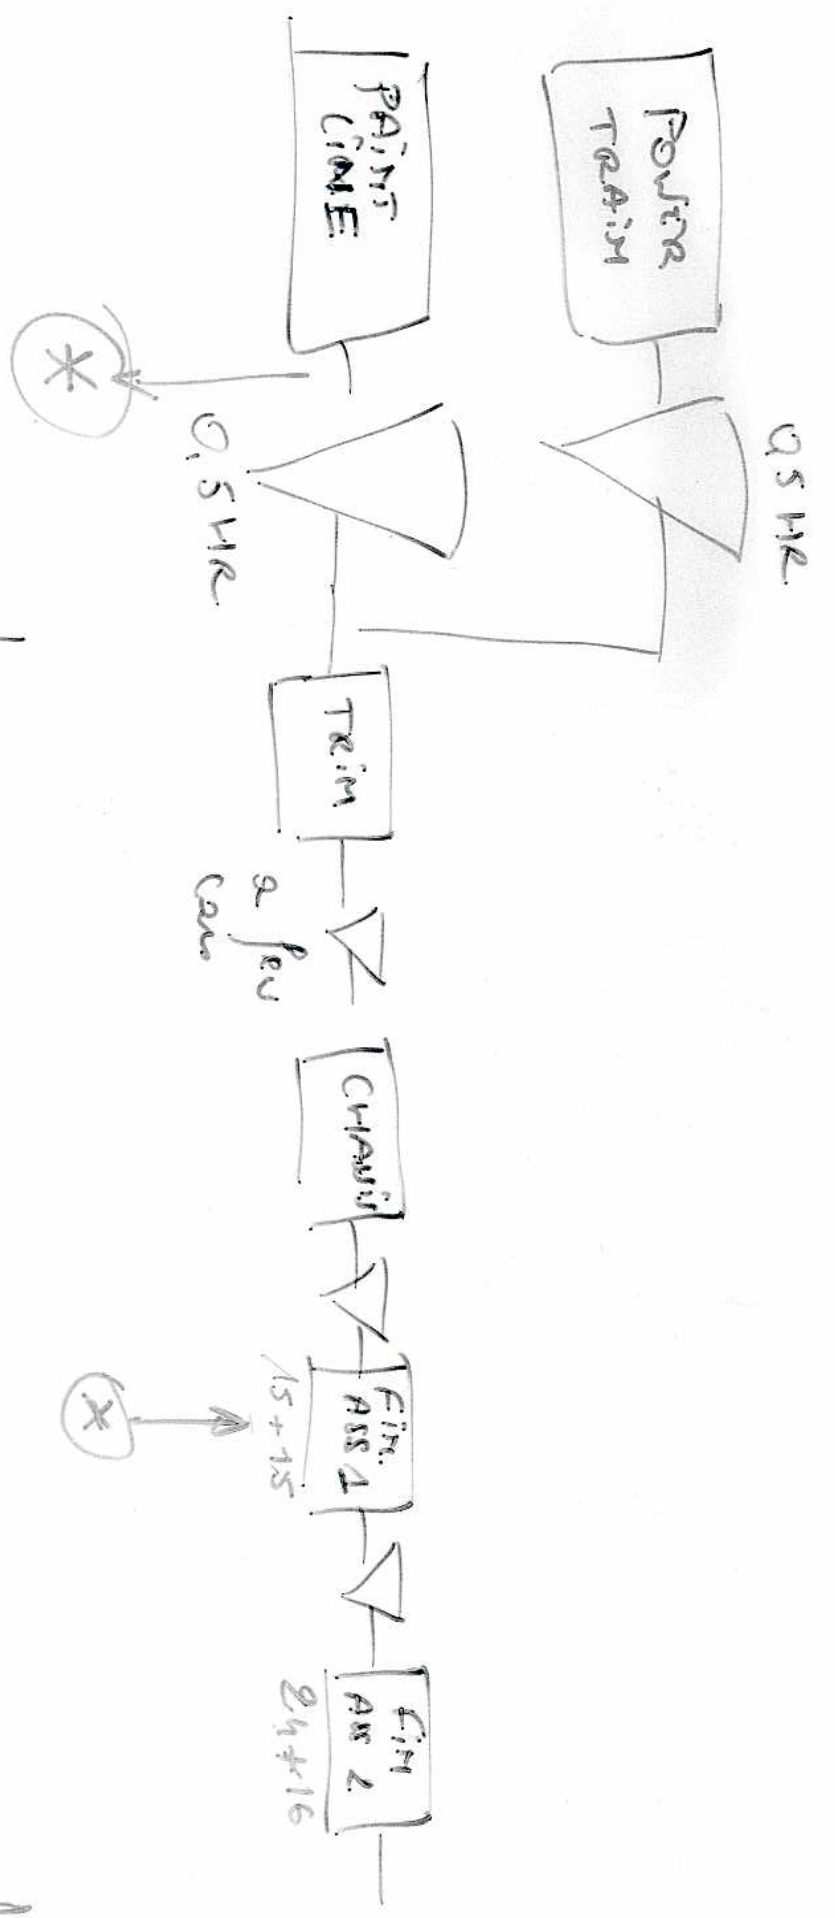 POWER
TRAIN
0,5 HR
PAINT
LINE
*
0,5 HR
TRIM
a few
cars
CHASSIS
FIN.
ASS 1
15+15
*
FIN
ASS 2
24+16